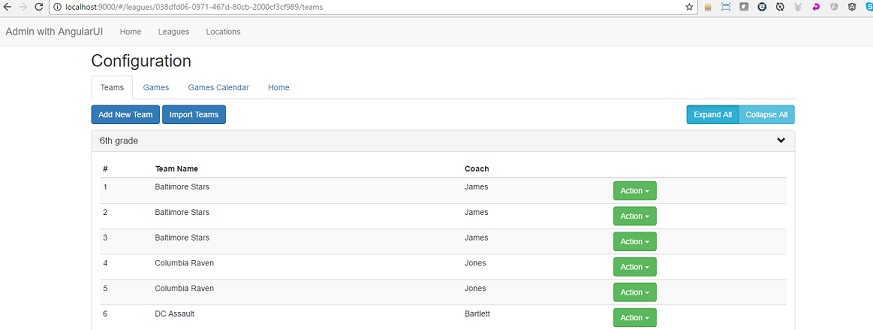 localhost:9000/#/leagues/038dfd06-0971-467d-80cb-2000cf3cf989/teams
Admin with AngularUI Home Leagues Locations
Configuration
Teams Games Games Calendar Home
Add New Team Import Teams Expand All Collapse All
6th grade
# Team Name Coach
1 Baltimore Stars James Action
2 Baltimore Stars James Action
3 Baltimore Stars James Action
4 Columbia Raven Jones Action
5 Columbia Raven Jones Action
6 DC Assault Bartlett Action